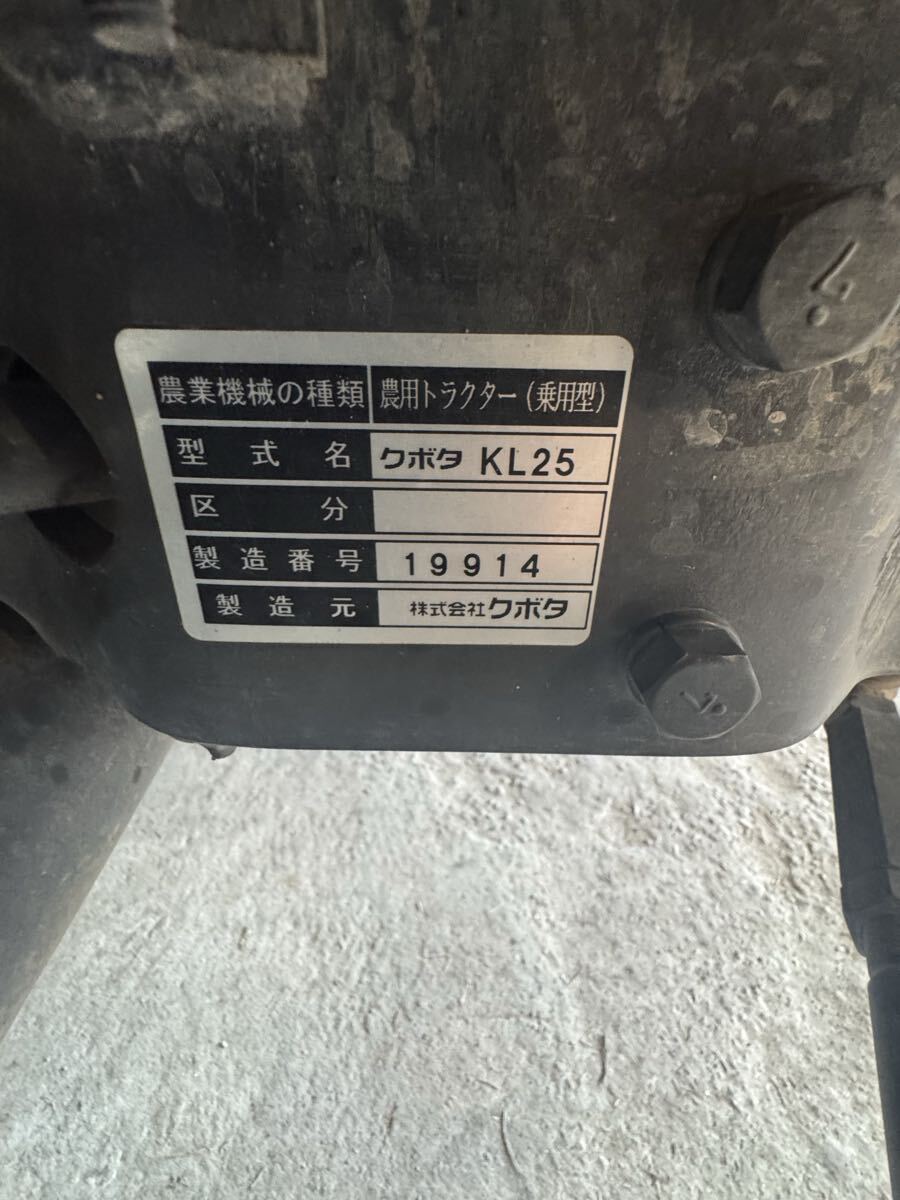 農業機械の種類 農用トラクター(乗用型)
型式名 クボタ KL25
区分
製造番号 19914
製造元 株式会社クボタ